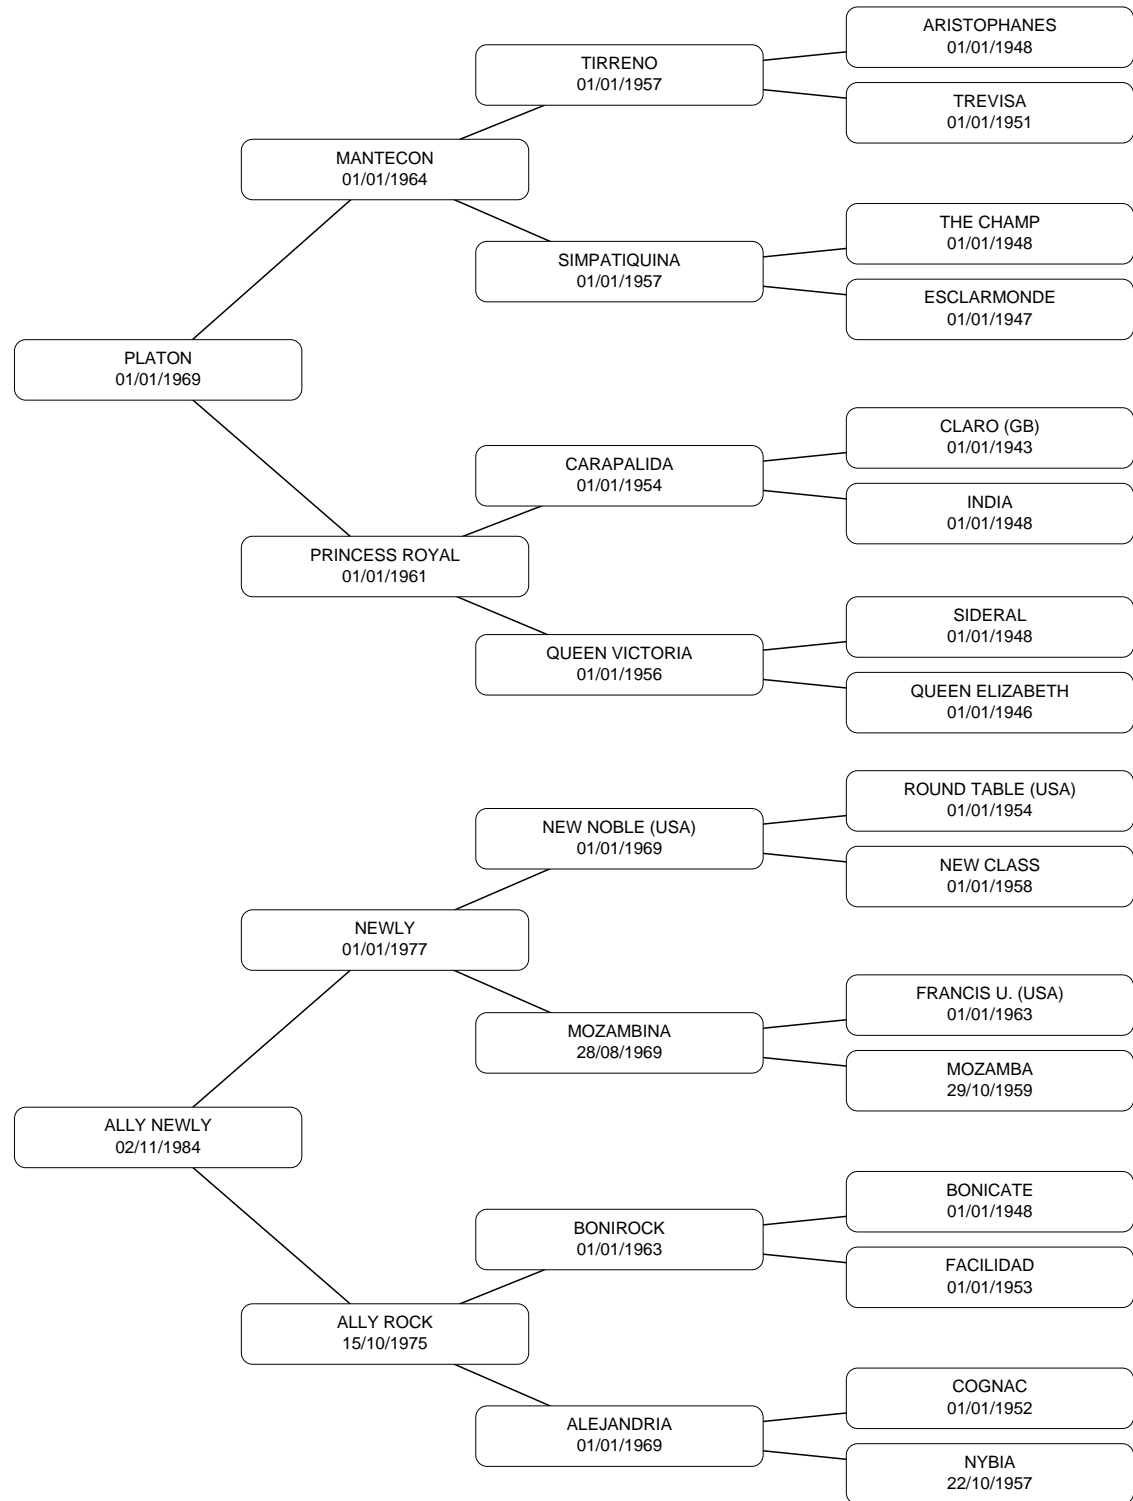 ARISTOPHANES
01/01/1948
TIRRENO
01/01/1957
TREVISA
01/01/1951
MANTECON
01/01/1964
THE CHAMP
01/01/1948
SIMPATIQUINA
01/01/1957
ESCLARMONDE
01/01/1947
PLATON
01/01/1969
CLARO (GB)
01/01/1943
CARAPALIDA
01/01/1954
INDIA
01/01/1948
PRINCESS ROYAL
01/01/1961
SIDERAL
01/01/1948
QUEEN VICTORIA
01/01/1956
QUEEN ELIZABETH
01/01/1946
ROUND TABLE (USA)
01/01/1954
NEW NOBLE (USA)
01/01/1969
NEW CLASS
01/01/1958
NEWLY
01/01/1977
FRANCIS U. (USA)
01/01/1963
MOZAMBINA
28/08/1969
MOZAMBA
29/10/1959
ALLY NEWLY
02/11/1984
BONICATE
01/01/1948
BONIROCK
01/01/1963
FACILIDAD
01/01/1953
ALLY ROCK
15/10/1975
COGNAC
01/01/1952
ALEJANDRIA
01/01/1969
NYBIA
22/10/1957